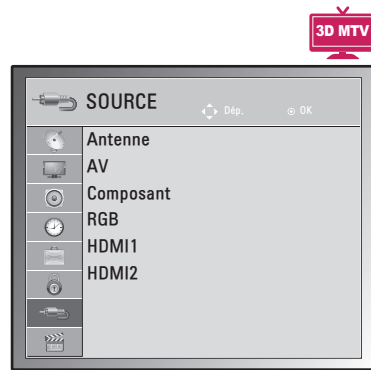 3D MTV
SOURCE
Dép. OK
Antenne
AV
Composant
RGB
HDMI1
HDMI2